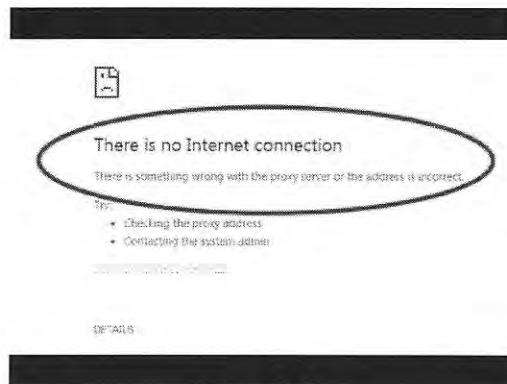 There is no Internet connection
There is something wrong with the proxy server or the address is incorrect.
Try:
• Checking the proxy address
• Contacting the system admin
DETAILS